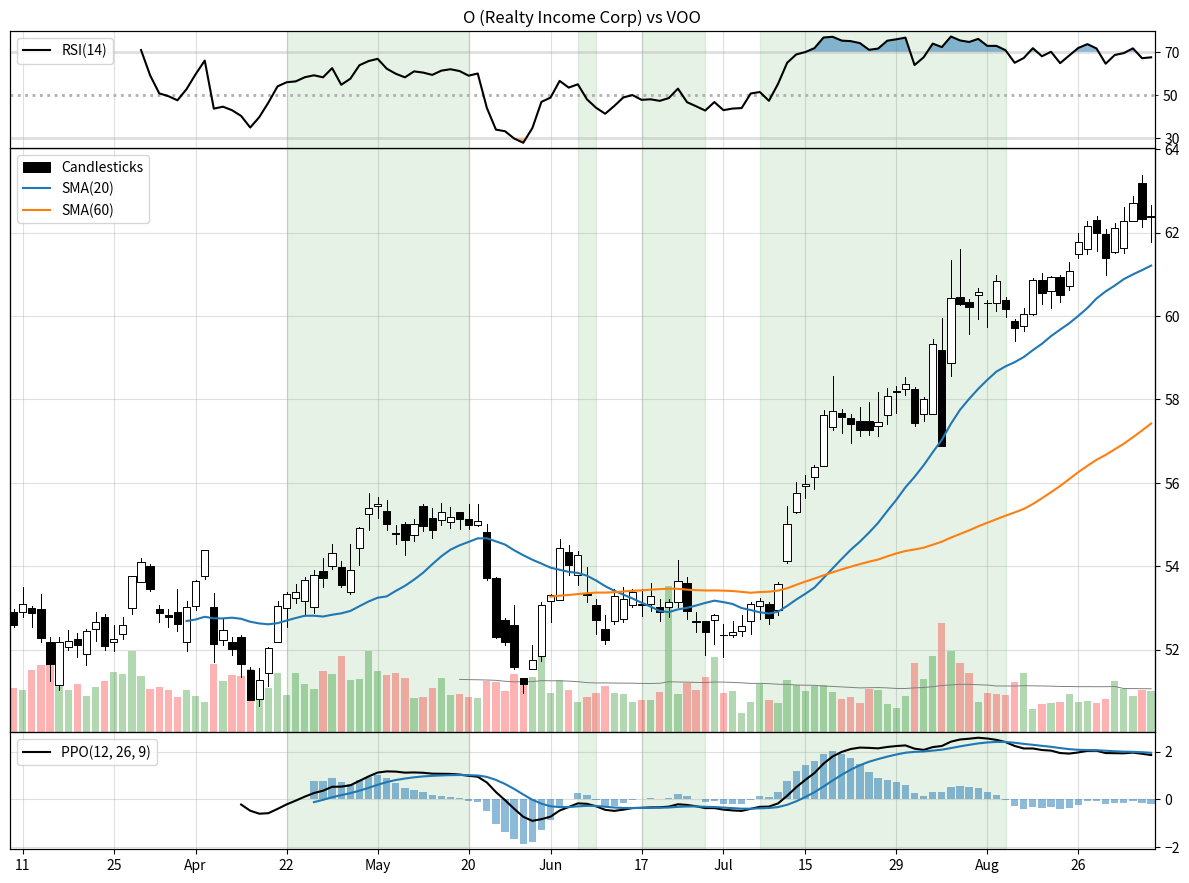 O (Realty Income Corp) vs VOO
RSI(14)
70
50
30
Candlesticks
SMA(20)
SMA(60)
64
62
60
58
56
54
52
PPO(12, 26, 9)
2
0
−2
11 25 Apr 22 May 20 Jun 17 Jul 15 29 Aug 26